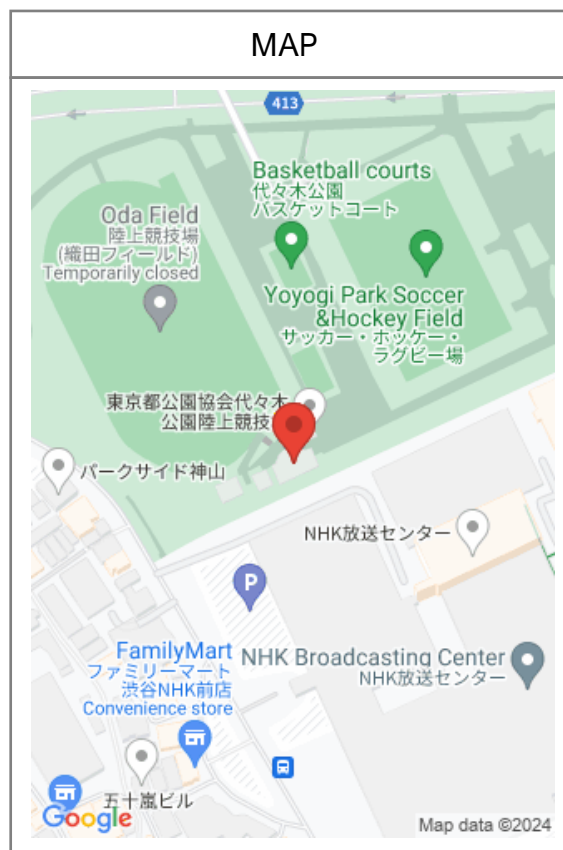 MAP
413
Basketball courts
代々木公園
バスケットコート
Oda Field
陸上競技場
(織田フィールド)
Temporarily closed
Yoyogi Park Soccer
&Hockey Field
サッカー・ホッケー・
ラグビー場
東京都公園協会代々木
公園陸上競技
パークサイド神山
NHK放送センター
P
FamilyMart
ファミリーマート
渋谷NHK前店
Convenience store
NHK Broadcasting Center
NHK放送センター
五十嵐ビル
Google
Map data ©2024